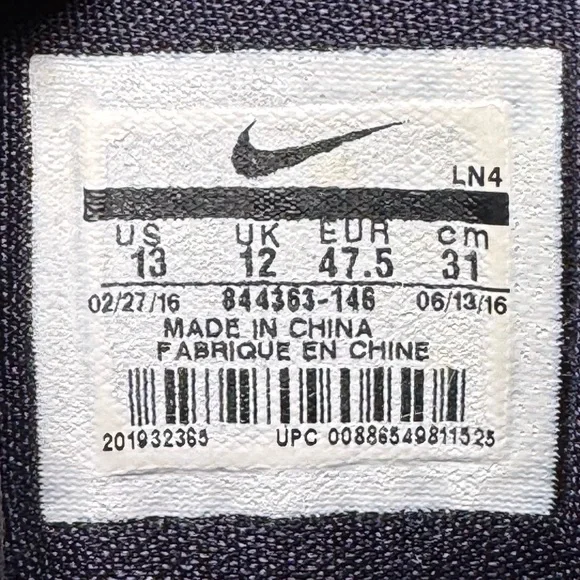 LN4
US UK EUR cm
13 12 47.5 31
02/27/16 844363-146 06/13/16
MADE IN CHINA
FABRIQUE EN CHINE
201932365 UPC 00886549811525